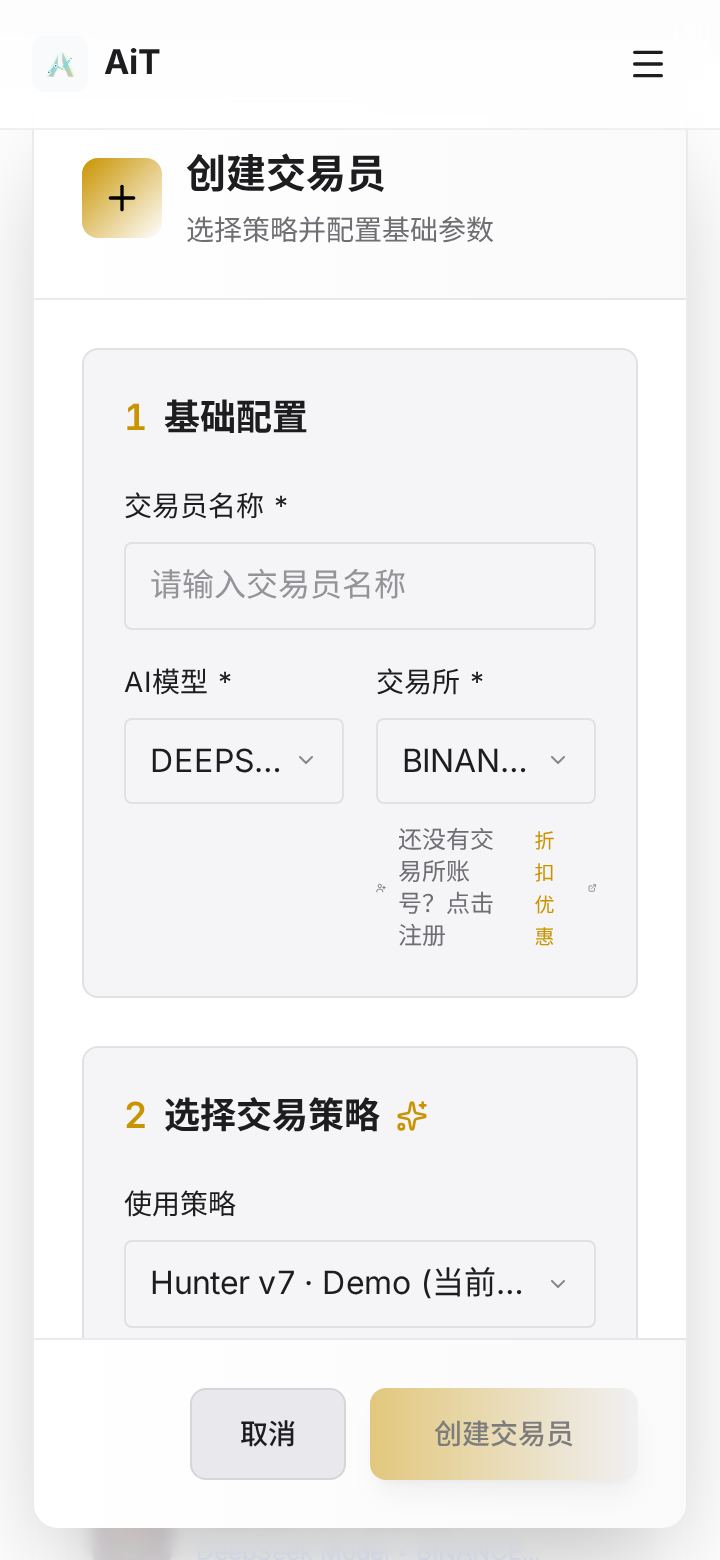 AiT
创建交易员
选择策略并配置基础参数
1 基础配置
交易员名称 *
请输入交易员名称
AI模型 *
交易所 *
DEEPS...
BINAN...
还没有交
易所账
号？点击
注册
折
扣
优
惠
2 选择交易策略
使用策略
Hunter v7 · Demo (当前...
取消
创建交易员
DeepSeek Model - BINANCE...